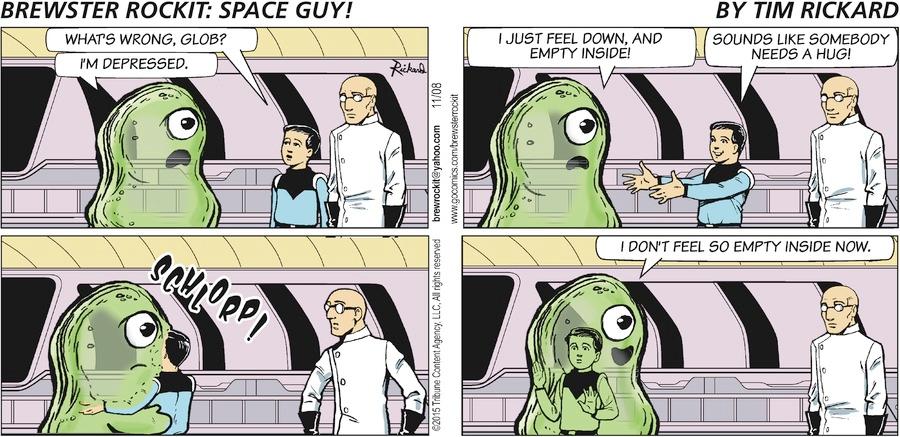 BREWSTER ROCKIT: SPACE GUY!
BY TIM RICKARD
WHAT'S WRONG, GLOB?
I'M DEPRESSED.
Rickard
11/08
brewrockit@yahoo.com
www.gocomics.com/brewsterrockit
I JUST FEEL DOWN, AND
EMPTY INSIDE!
SOUNDS LIKE SOMEBODY
NEEDS A HUG!
SCHLORP!
©2015 Tribune Content Agency, LLC. All rights reserved
I DON'T FEEL SO EMPTY INSIDE NOW.